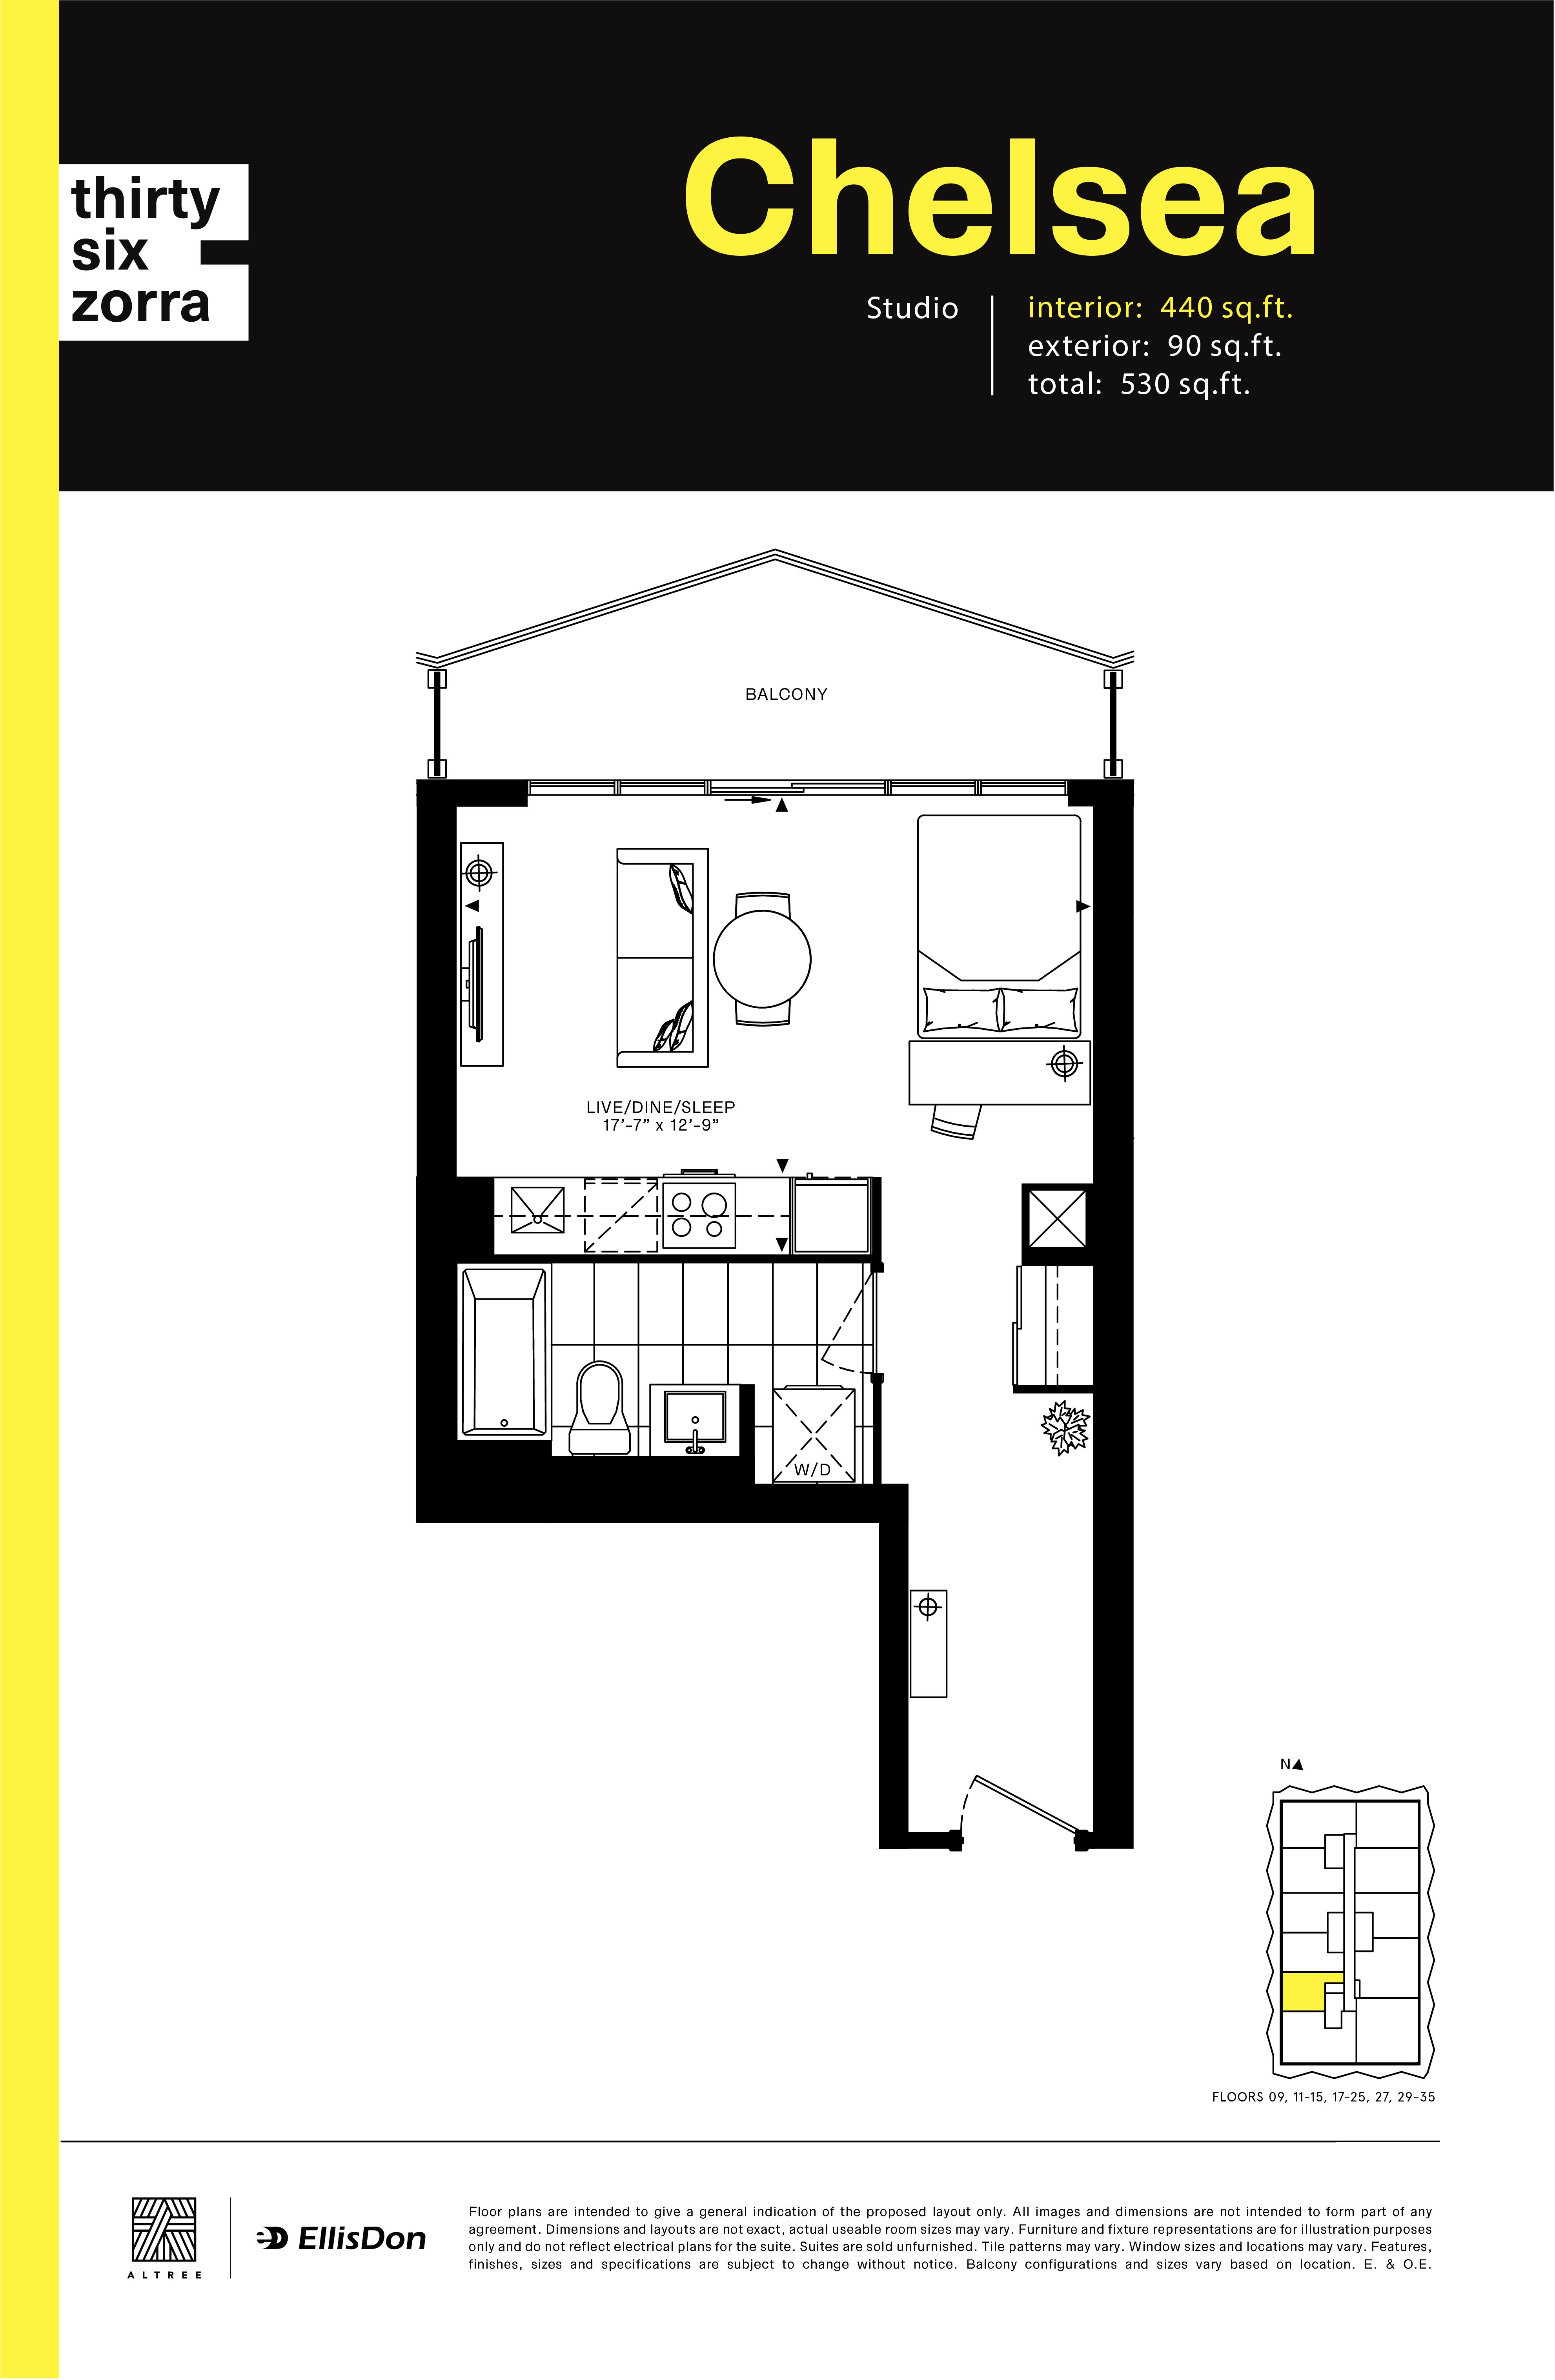 thirty
six
zorra
Chelsea
Studio
interior: 440 sq.ft.
exterior: 90 sq.ft.
total: 530 sq.ft.
BALCONY
LIVE/DINE/SLEEP
17’-7” x 12’-9”
W/D
N
FLOORS 09, 11-15, 17-25, 27, 29-35
ALTREE
EllisDon
Floor plans are intended to give a general indication of the proposed layout only. All images and dimensions are not intended to form part of any
agreement. Dimensions and layouts are not exact, actual useable room sizes may vary. Furniture and fixture representations are for illustration purposes
only and do not reflect electrical plans for the suite. Suites are sold unfurnished. Tile patterns may vary. Window sizes and locations may vary. Features,
finishes, sizes and specifications are subject to change without notice. Balcony configurations and sizes vary based on location. E. & O.E.